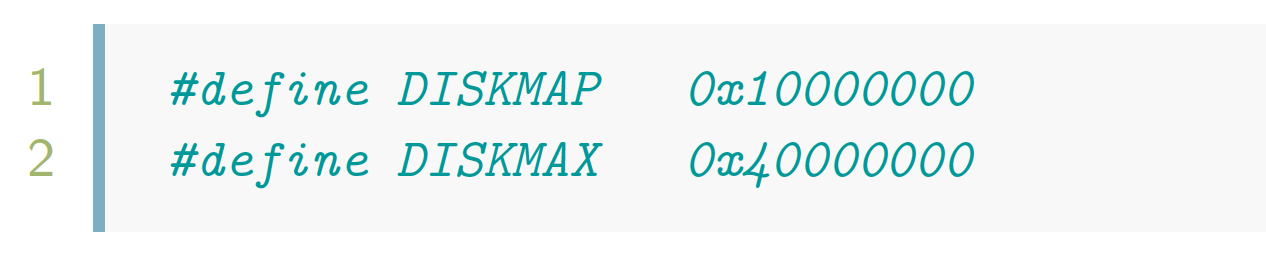 1 #define DISKMAP   0x10000000
2 #define DISKMAX   0x40000000